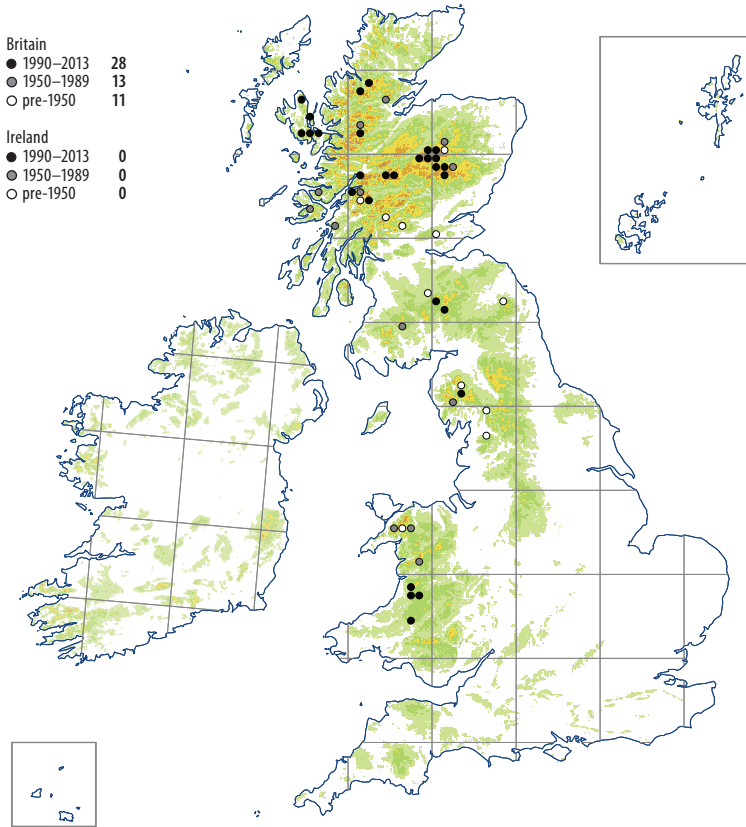 Britain
● 1990–2013 28
● 1950–1989 13
○ pre-1950 11
Ireland
● 1990–2013 0
● 1950–1989 0
○ pre-1950 0